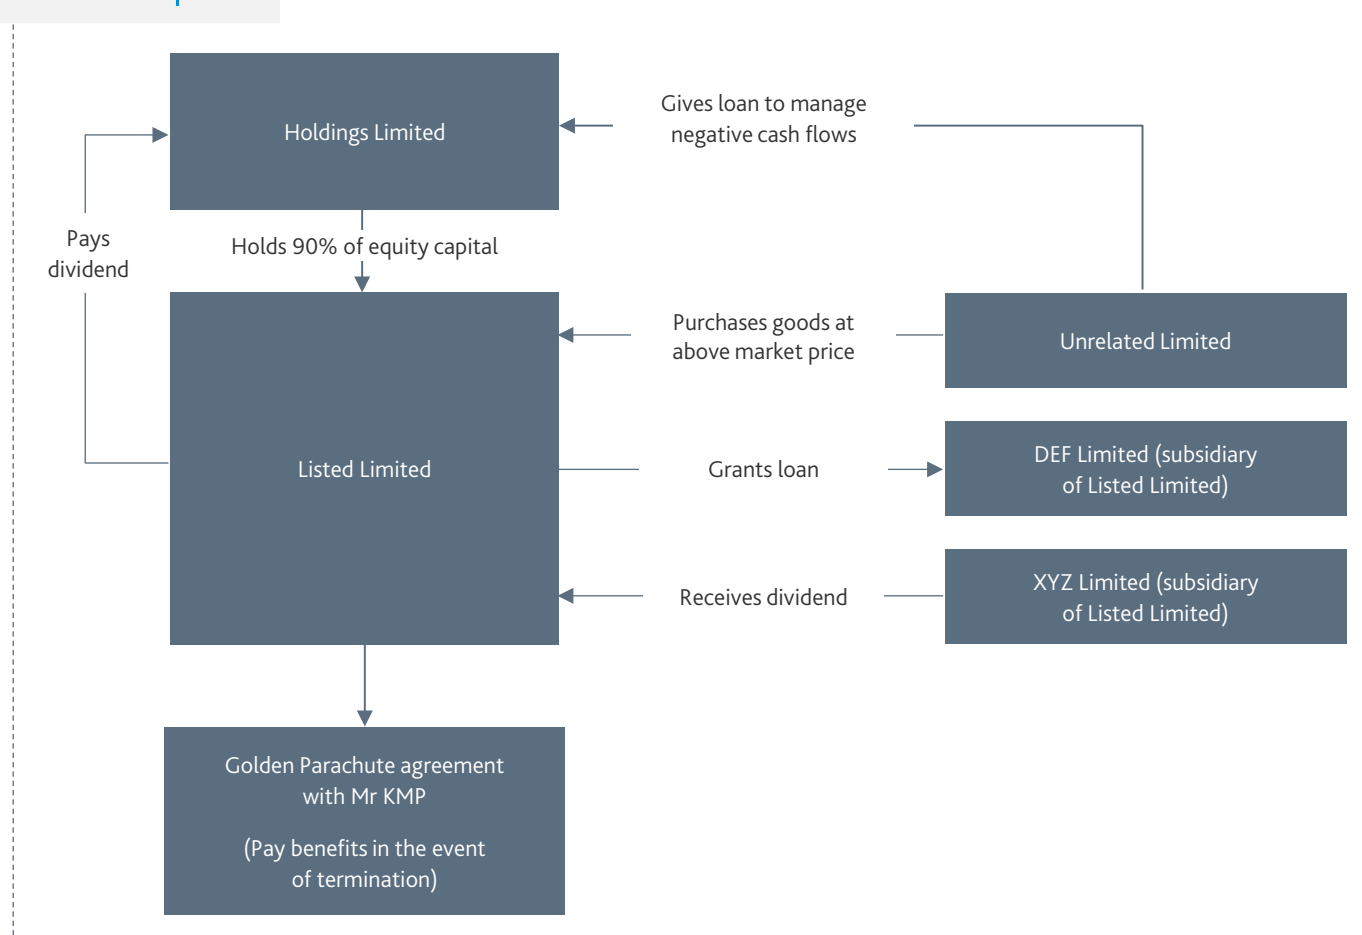 Holdings Limited
Gives loan to manage
negative cash flows
Pays
dividend
Holds 90% of equity capital
Purchases goods at
above market price
Unrelated Limited
Listed Limited
Grants loan
DEF Limited (subsidiary
of Listed Limited)
Receives dividend
XYZ Limited (subsidiary
of Listed Limited)
Golden Parachute agreement
with Mr KMP
(Pay benefits in the event
of termination)